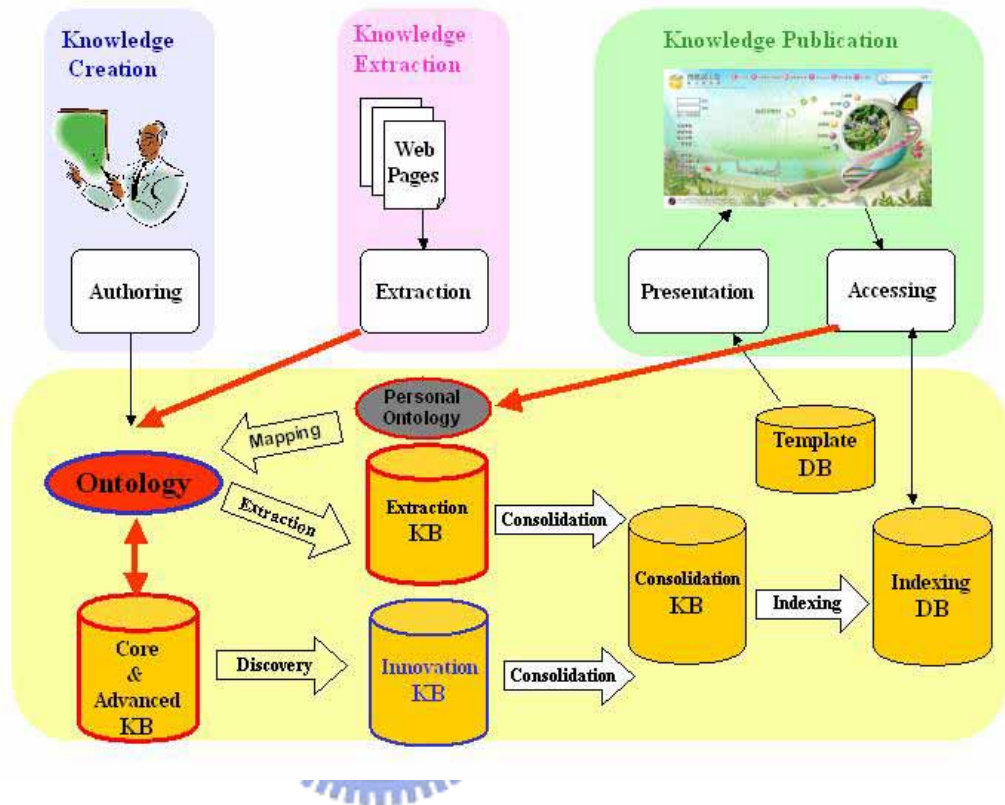 Knowledge
Creation
Knowledge
Extraction
Knowledge Publication
Web
Pages
Authoring
Extraction
Presentation
Accessing
Personal
Ontology
Mapping
Template
DB
Ontology
Extraction
Extraction
KB
Consolidation
Consolidation
KB
Indexing
Indexing
DB
Core
&
Advanced
KB
Discovery
Innovation
KB
Consolidation